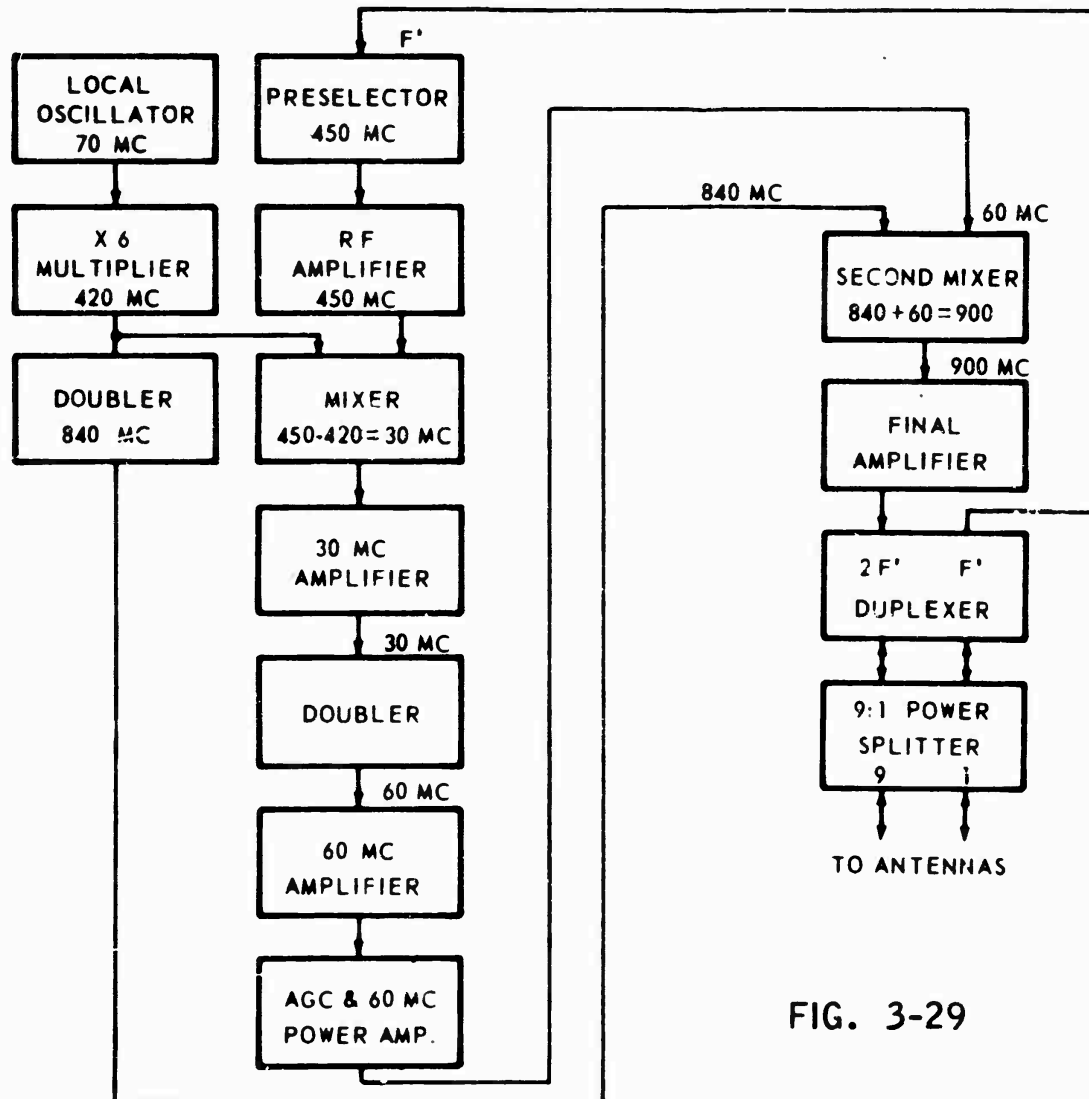 F'
LOCAL
OSCILLATOR
70 MC
PRESELECTOR
450 MC
X 6
MULTIPLIER
420 MC
RF
AMPLIFIER
450 MC
DOUBLER
840 MC
MIXER
450-420=30 MC
30 MC
AMPLIFIER
30 MC
DOUBLER
60 MC
60 MC
AMPLIFIER
AGC & 60 MC
POWER AMP.
840 MC
60 MC
SECOND MIXER
840+60=900
900 MC
FINAL
AMPLIFIER
2F' F'
DUPLEXER
9:1 POWER
SPLITTER
9 1
TO ANTENNAS
FIG. 3-29